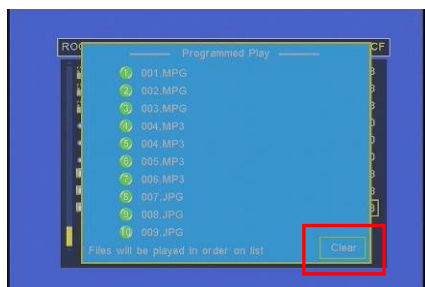 ROO
CF
Programmed Play
1 001.MPG
2 002.MPG
3 003.MPG
4 004.MP3
5 004.MP3
6 005.MP3
7 006.MP3
8 007.JPG
9 008.JPG
10 009.JPG
Files will be played in order on list
Clear